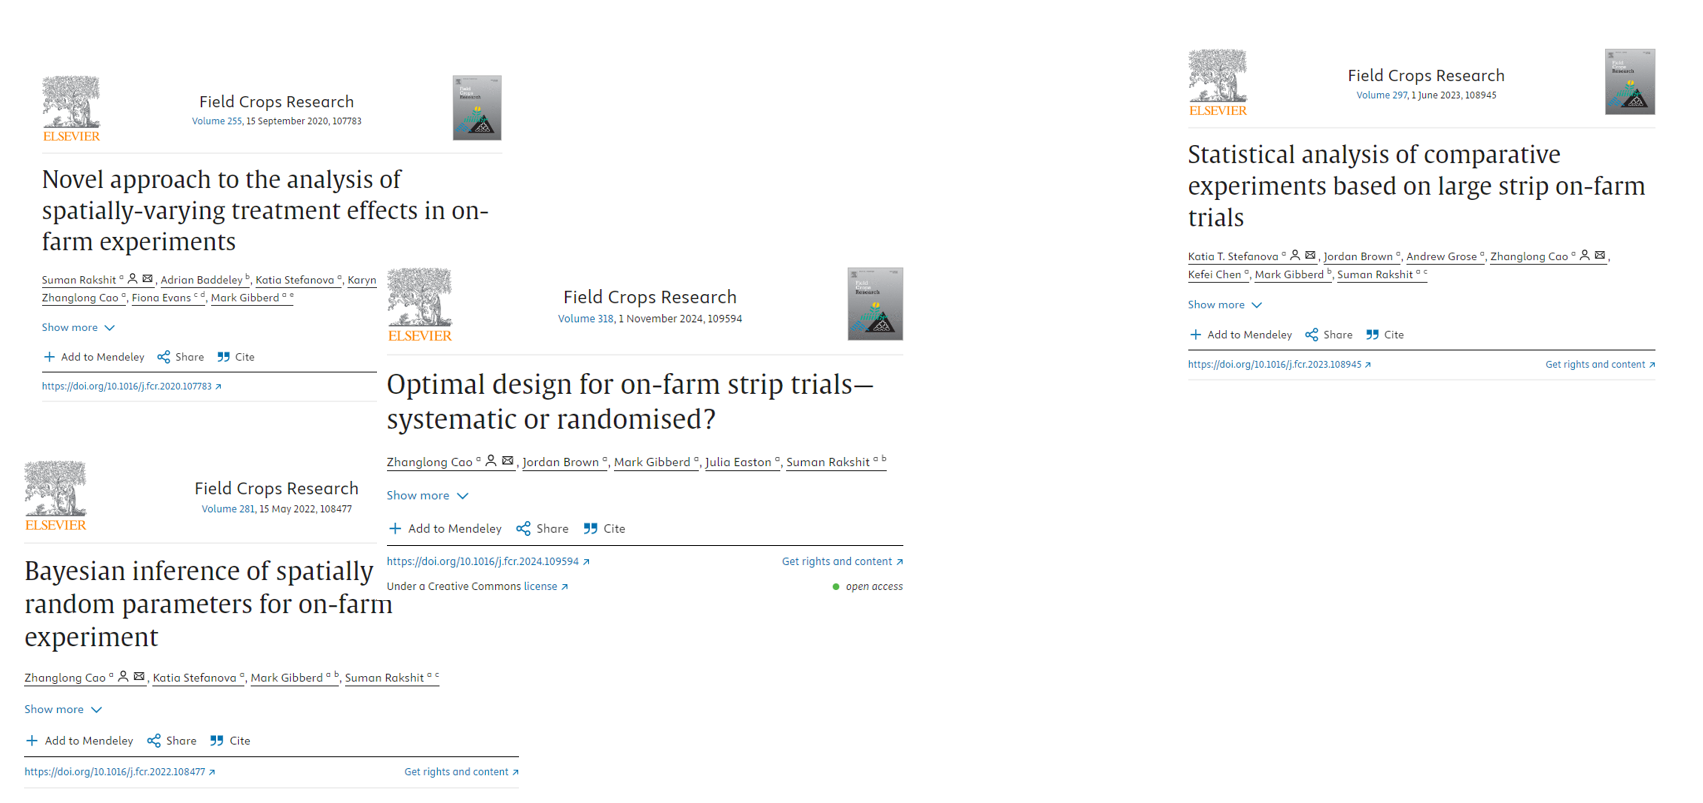 ELSEVIER
Field Crops Research
Volume 255, 15 September 2020, 107783
Novel approach to the analysis of
spatially-varying treatment effects in on-
farm experiments
Suman Rakshit a, Adrian Baddeley b, Katia Stefanova a, Karyn
Zhanglong Cao a, Fiona Evans c d, Mark Gibberd a e
Show more
Add to Mendeley Share Cite
https://doi.org/10.1016/j.fcr.2020.107783
ELSEVIER
Field Crops Research
Volume 281, 15 May 2022, 108477
Bayesian inference of spatially
random parameters for on-farm
experiment
Zhanglong Cao a, Katia Stefanova a, Mark Gibberd a b, Suman Rakshit a c
Show more
Add to Mendeley Share Cite
https://doi.org/10.1016/j.fcr.2022.108477 Get rights and content
ELSEVIER
Field Crops Research
Volume 318, 1 November 2024, 109594
Optimal design for on-farm strip trials—
systematic or randomised?
Zhanglong Cao a, Jordan Brown a, Mark Gibberd a, Julia Easton a, Suman Rakshit a b
Show more
Add to Mendeley Share Cite
https://doi.org/10.1016/j.fcr.2024.109594 Get rights and content
Under a Creative Commons license open access
ELSEVIER
Field Crops Research
Volume 297, 1 June 2023, 108945
Statistical analysis of comparative
experiments based on large strip on-farm
trials
Katia T. Stefanova a, Jordan Brown a, Andrew Grose a, Zhanglong Cao a,
Kefei Chen a, Mark Gibberd b, Suman Rakshit a c
Show more
Add to Mendeley Share Cite
https://doi.org/10.1016/j.fcr.2023.108945 Get rights and content